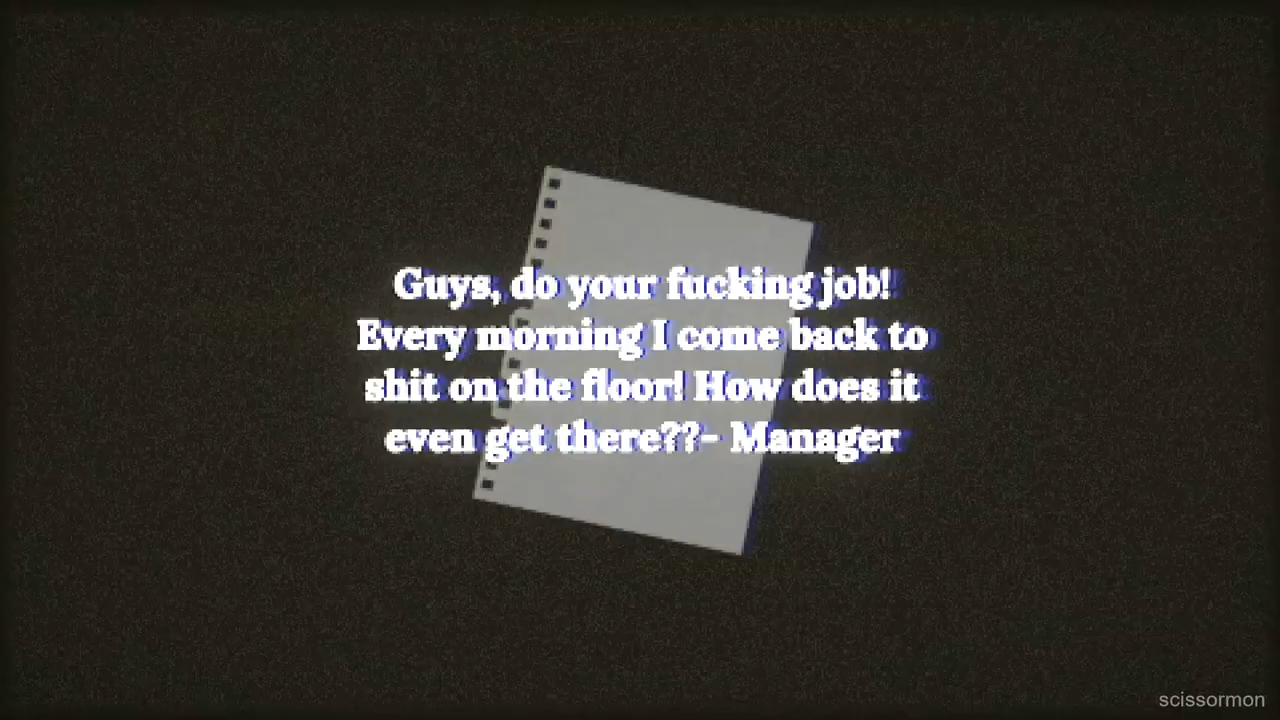 Guys, do your fucking job!
Every morning I come back to
shit on the floor! How does it
even get there??- Manager
scissormon